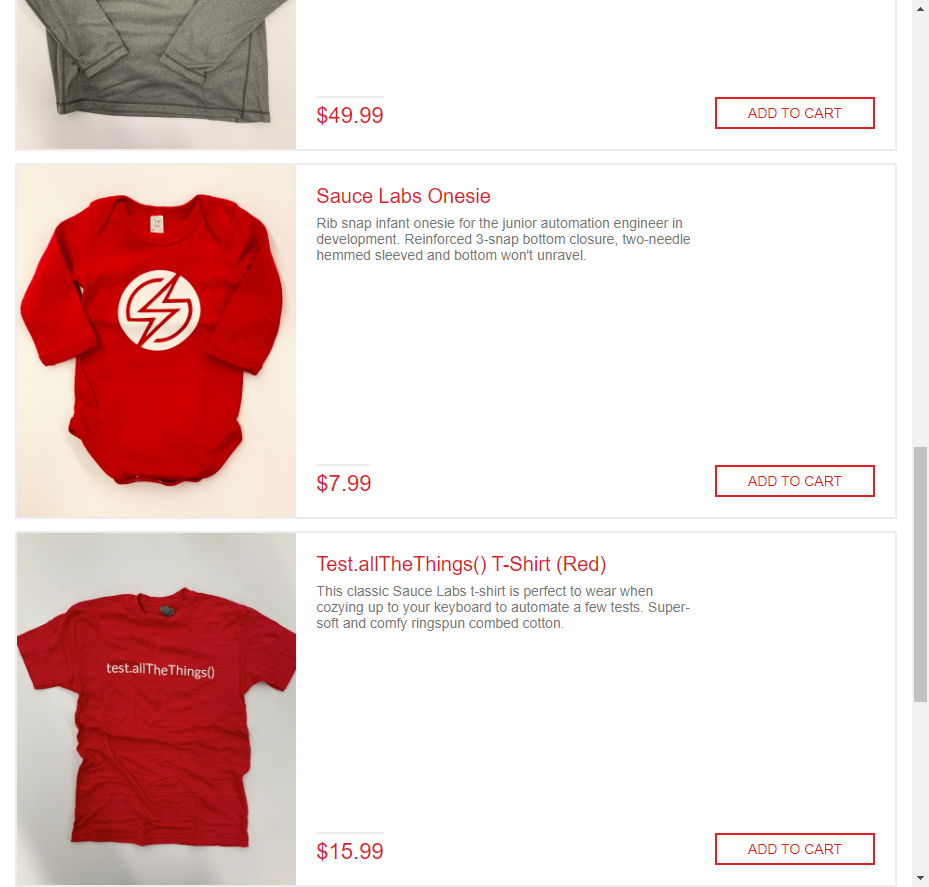 $49.99
ADD TO CART
Sauce Labs Onesie
Rib snap infant onesie for the junior automation engineer in
development. Reinforced 3-snap bottom closure, two-needle
hemmed sleeved and bottom won't unravel.
$7.99
ADD TO CART
Test.allTheThings() T-Shirt (Red)
This classic Sauce Labs t-shirt is perfect to wear when
cozying up to your keyboard to automate a few tests. Super-
soft and comfy ringspun combed cotton.
test.allTheThings()
$15.99
ADD TO CART